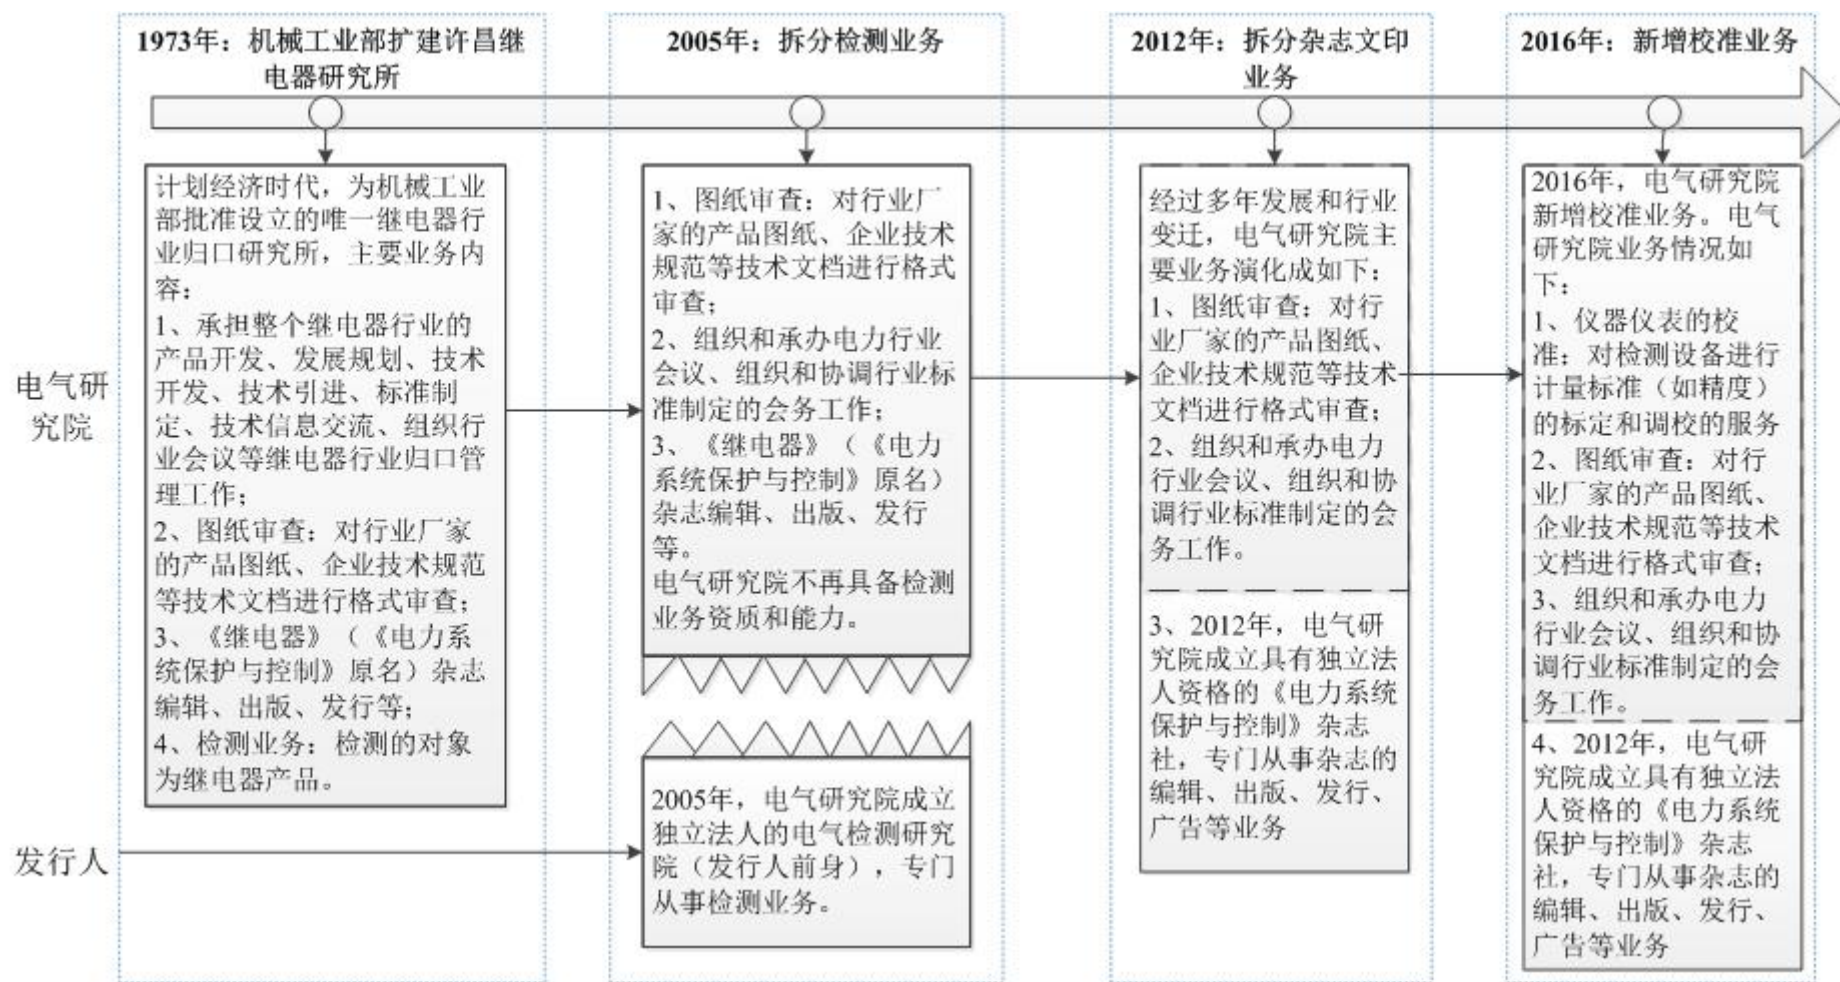 1973年：机械工业部扩建许昌继
电器研究所
2005年：拆分检测业务
2012年：拆分杂志文印
业务
2016年：新增校准业务
电气研
究院
计划经济时代，为机械工业
部批准设立的唯一继电器行
业归口研究所，主要业务内
容：
1、承担整个继电器行业的
产品开发、发展规划、技术
开发、技术引进、标准制
定、技术信息交流、组织行
业会议等继电器行业归口管
理工作；
2、图纸审查：对行业厂家
的产品图纸、企业技术规范
等技术文档进行格式审查；
3、《继电器》（《电力系
统保护与控制》原名）杂志
编辑、出版、发行等；
4、检测业务：检测的对象
为继电器产品。
1、图纸审查：对行业厂
家的产品图纸、企业技术
规范等技术文档进行格式
审查；
2、组织和承办电力行业
会议、组织和协调行业标
准制定的会务工作；
3、《继电器》（《电力
系统保护与控制》原名）
杂志编辑、出版、发行
等。
电气研究院不再具备检测
业务资质和能力。
经过多年发展和行业
变迁，电气研究院主
要业务演化成如下：
1、图纸审查：对行
业厂家的产品图纸、
企业技术规范等技术
文档进行格式审查；
2、组织和承办电力
行业会议、组织和协
调行业标准制定的会
务工作。
3、2012年，电气研
究院成立具有独立法
人资格的《电力系统
保护与控制》杂志
社，专门从事杂志的
编辑、出版、发行、
广告等业务
2016年，电气研究院
新增校准业务。电气
研究院业务情况如
下：
1、仪器仪表的校
准：对检测设备进行
计量标准（如精度）
的标定和调校的服务
2、图纸审查：对行
业厂家的产品图纸、
企业技术规范等技术
文档进行格式审查；
3、组织和承办电力
行业会议、组织和协
调行业标准制定的会
务工作。
4、2012年，电气研
究院成立具有独立法
人资格的《电力系统
保护与控制》杂志
社，专门从事杂志的
编辑、出版、发行、
广告等业务
发行人
2005年，电气研究院成立
独立法人的电气检测研究
院（发行人前身），专门
从事检测业务。